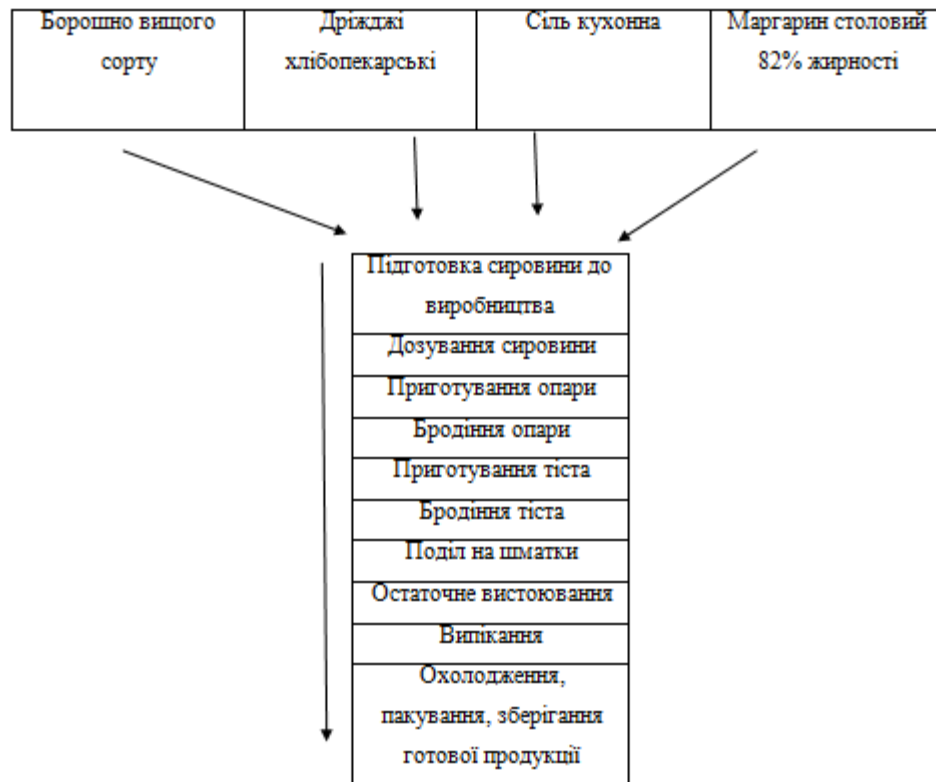 Борошно вищого
сорту
Дріжджі
хлібопекарські
Сіль кухонна
Маргарин столовий
82% жирності
Підготовка сировини до
виробництва
Дозування сировини
Приготування опари
Бродіння опари
Приготування тіста
Бродіння тіста
Поділ на шматки
Остаточне вистоювання
Випікання
Охолодження,
пакування, зберігання
готової продукції